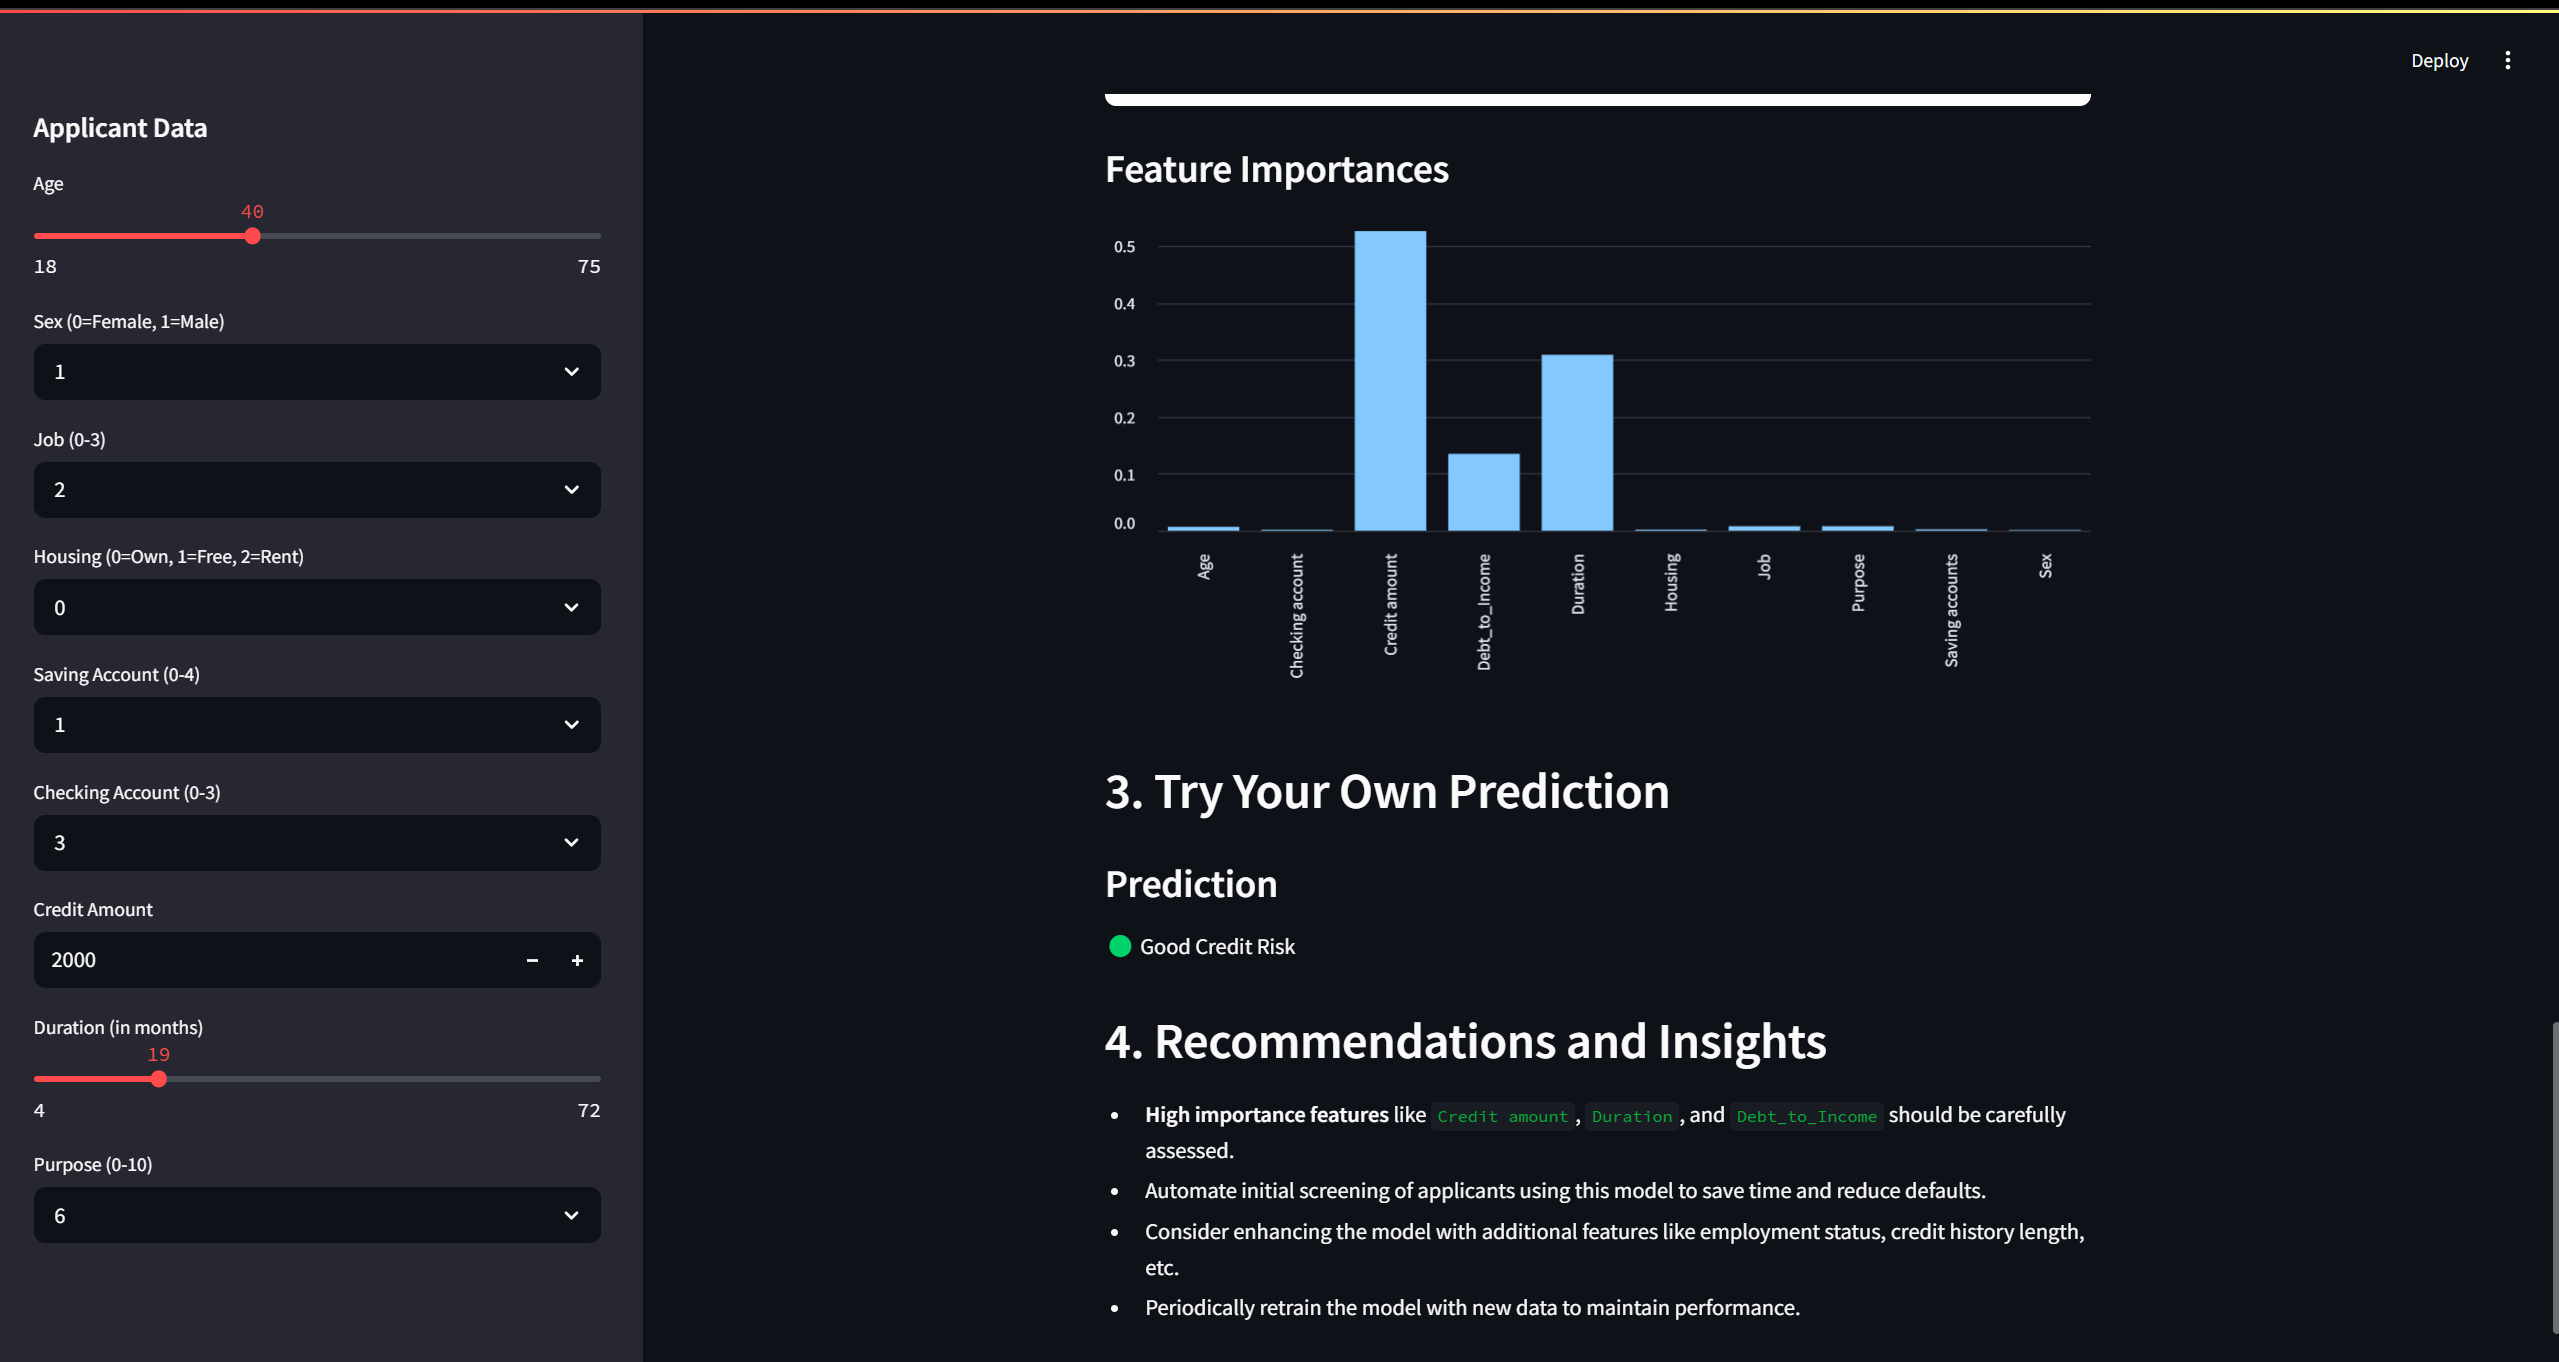 Deploy
Applicant Data
Age
40
18
75
Sex (0=Female, 1=Male)
1
Job (0-3)
2
Housing (0=Own, 1=Free, 2=Rent)
0
Saving Account (0-4)
1
Checking Account (0-3)
3
Credit Amount
2000
Duration (in months)
19
4
72
Purpose (0-10)
6
Feature Importances
0.5
0.4
0.3
0.2
0.1
0.0
Age
Checking account
Credit amount
Debt_to_Income
Duration
Housing
Job
Purpose
Saving accounts
Sex
3. Try Your Own Prediction
Prediction
Good Credit Risk
4. Recommendations and Insights
• High importance features like Credit amount, Duration, and Debt_to_Income should be carefully
assessed.
• Automate initial screening of applicants using this model to save time and reduce defaults.
• Consider enhancing the model with additional features like employment status, credit history length,
etc.
• Periodically retrain the model with new data to maintain performance.